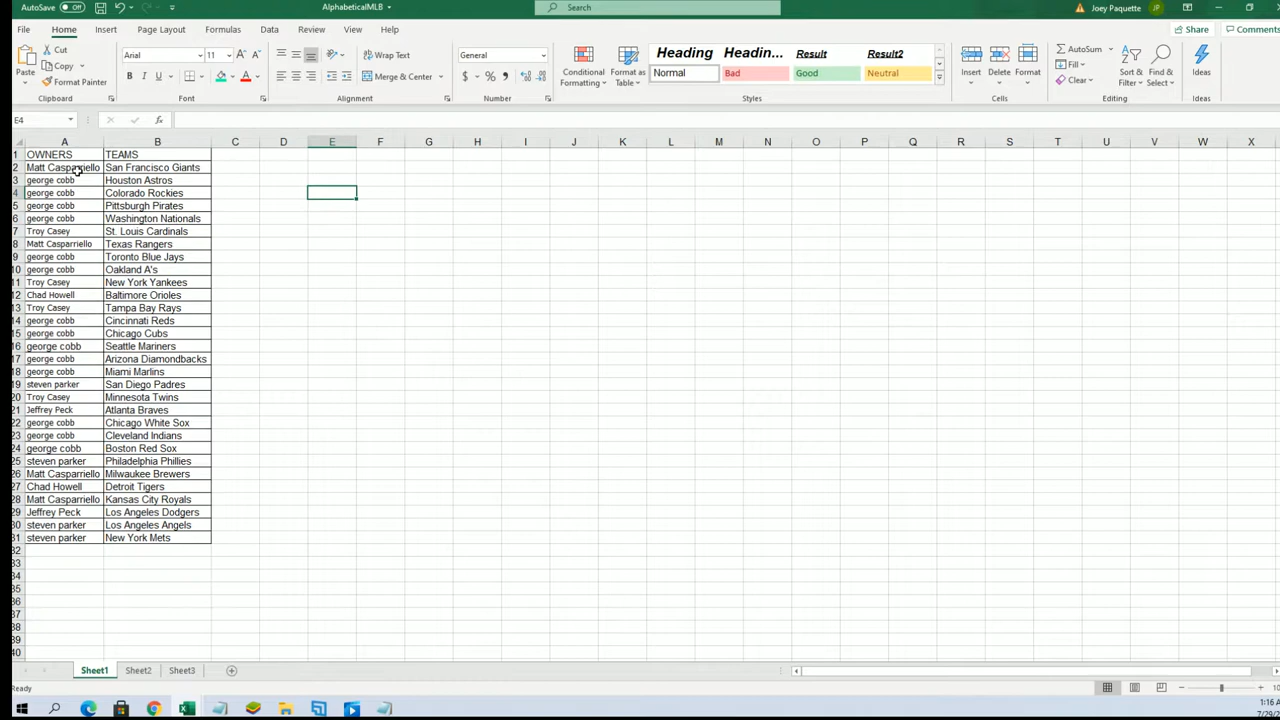 AutoSave Off AlphabeticalMLB Search Joey Paquette JP
File Home Insert Page Layout Formulas Data Review View Help Share Comments
Paste Cut Copy Format Painter Clipboard
Arial 11 B I U A A Font
Wrap Text Merge & Center Alignment
General $ % , Number
Conditional Formatting Format as Table
Heading Headin... Result Result2
Normal Bad Good Neutral
Styles
Insert Delete Format Cells
AutoSum Fill Clear Sort & Filter Find & Select Editing
Ideas Ideas
E4 fx
A B C D E F G H I J K L M N O P Q R S T U V W X
1 OWNERS TEAMS
2 Matt Casparriello San Francisco Giants
3 george cobb Houston Astros
4 george cobb Colorado Rockies
5 george cobb Pittsburgh Pirates
6 george cobb Washington Nationals
7 Troy Casey St. Louis Cardinals
8 Matt Casparriello Texas Rangers
9 george cobb Toronto Blue Jays
10 george cobb Oakland A's
11 Troy Casey New York Yankees
12 Chad Howell Baltimore Orioles
13 Troy Casey Tampa Bay Rays
14 george cobb Cincinnati Reds
15 george cobb Chicago Cubs
16 george cobb Seattle Mariners
17 george cobb Arizona Diamondbacks
18 george cobb Miami Marlins
19 steven parker San Diego Padres
20 Troy Casey Minnesota Twins
21 Jeffrey Peck Atlanta Braves
22 george cobb Chicago White Sox
23 george cobb Cleveland Indians
24 george cobb Boston Red Sox
25 steven parker Philadelphia Phillies
26 Matt Casparriello Milwaukee Brewers
27 Chad Howell Detroit Tigers
28 Matt Casparriello Kansas City Royals
29 Jeffrey Peck Los Angeles Dodgers
30 steven parker Los Angeles Angels
31 steven parker New York Mets
32
33
34
35
36
37
38
39
40
Sheet1 Sheet2 Sheet3
Ready 10
1:16 A
7/29/2